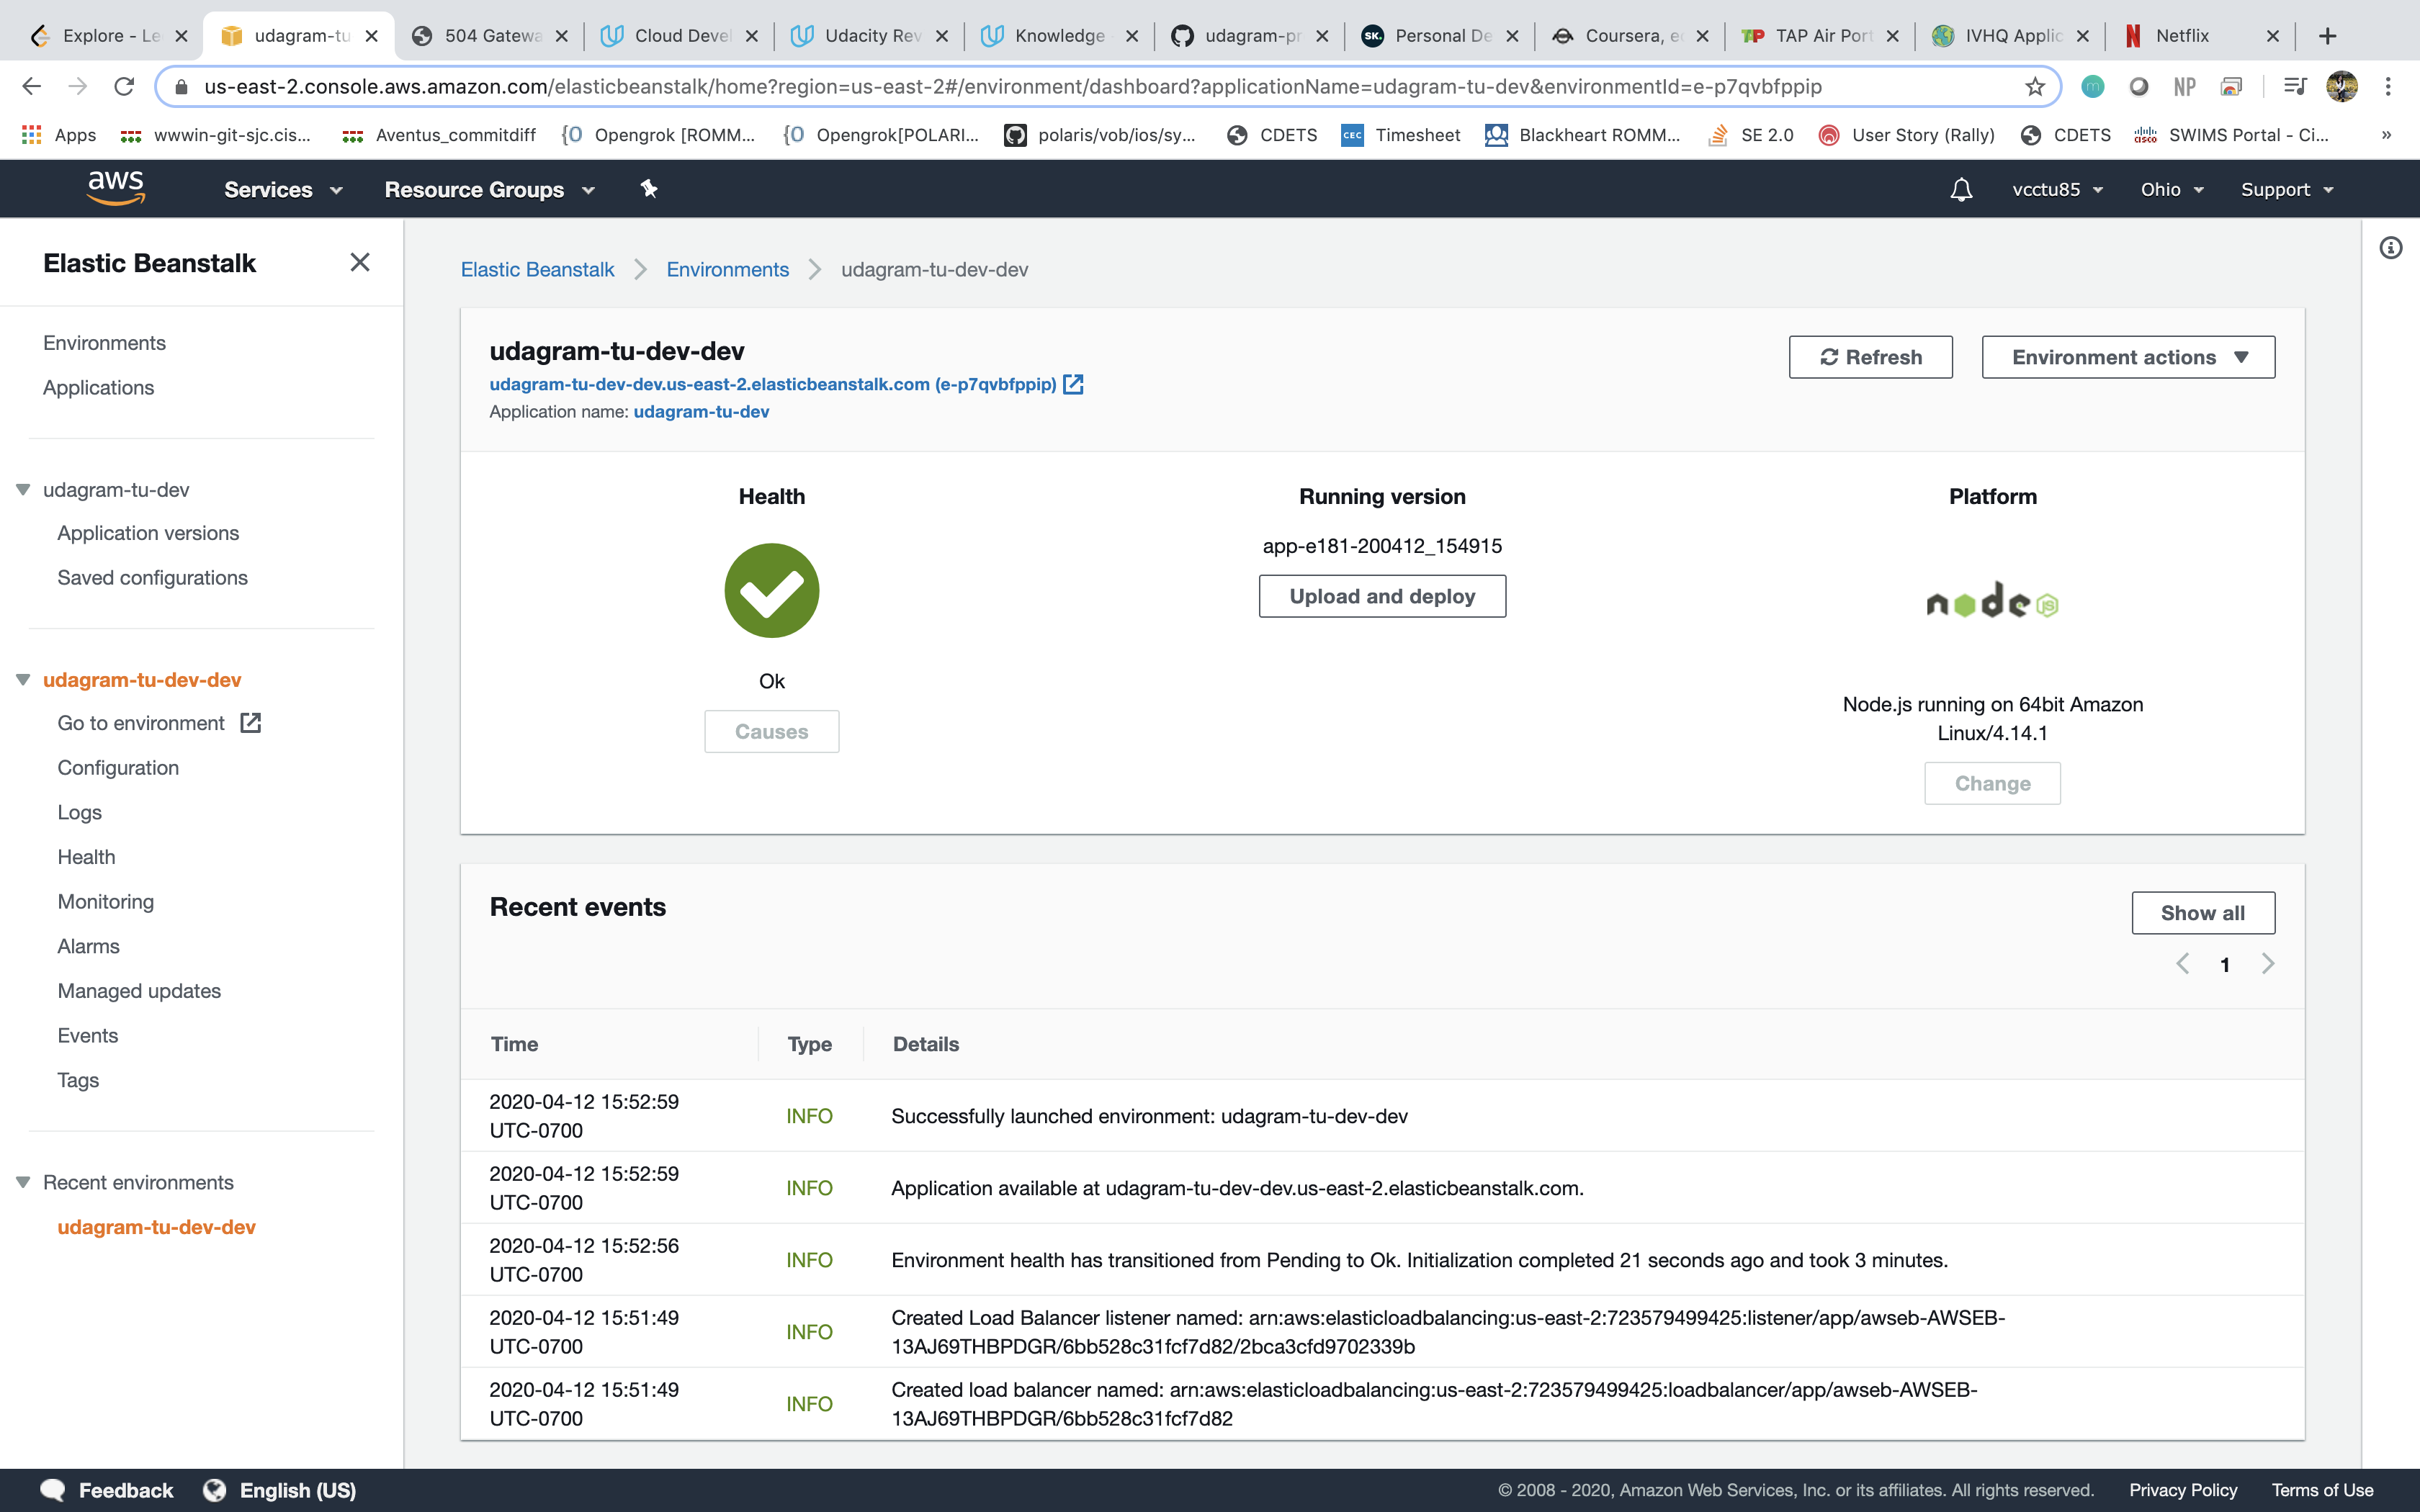 Explore - Le
udagram-tu
504 Gatewa
Cloud Devel
Udacity Rev
Knowledge
udagram-pr
Personal De
Coursera, e
TAP Air Port
IVHQ Applic
Netflix
us-east-2.console.aws.amazon.com/elasticbeanstalk/home?region=us-east-2#/environment/dashboard?applicationName=udagram-tu-dev&environmentId=e-p7qvbfppip
m
NP
Apps
wwwin-git-sjc.cis...
Aventus_commitdiff
Opengrok [ROMM...
Opengrok[POLARI...
polaris/vob/ios/sy...
CDETS
CEC Timesheet
Blackheart ROMM...
SE 2.0
User Story (Rally)
CDETS
SWIMS Portal - Ci...
»
aws
Services
Resource Groups
vcctu85
Ohio
Support
Elastic Beanstalk
Environments
Applications
udagram-tu-dev
Application versions
Saved configurations
udagram-tu-dev-dev
Go to environment
Configuration
Logs
Health
Monitoring
Alarms
Managed updates
Events
Tags
Recent environments
udagram-tu-dev-dev
Elastic Beanstalk > Environments > udagram-tu-dev-dev
udagram-tu-dev-dev
udagram-tu-dev-dev.us-east-2.elasticbeanstalk.com (e-p7qvbfppip)
Application name: udagram-tu-dev
Refresh
Environment actions
Health
Ok
Causes
Running version
app-e181-200412_154915
Upload and deploy
Platform
node JS
Node.js running on 64bit Amazon
Linux/4.14.1
Change
Recent events
Show all
1
Time Type Details
2020-04-12 15:52:59
UTC-0700
INFO
Successfully launched environment: udagram-tu-dev-dev
2020-04-12 15:52:59
UTC-0700
INFO
Application available at udagram-tu-dev-dev.us-east-2.elasticbeanstalk.com.
2020-04-12 15:52:56
UTC-0700
INFO
Environment health has transitioned from Pending to Ok. Initialization completed 21 seconds ago and took 3 minutes.
2020-04-12 15:51:49
UTC-0700
INFO
Created Load Balancer listener named: arn:aws:elasticloadbalancing:us-east-2:723579499425:listener/app/awseb-AWSEB-
13AJ69THBPDGR/6bb528c31fcf7d82/2bca3cfd9702339b
2020-04-12 15:51:49
UTC-0700
INFO
Created load balancer named: arn:aws:elasticloadbalancing:us-east-2:723579499425:loadbalancer/app/awseb-AWSEB-
13AJ69THBPDGR/6bb528c31fcf7d82
Feedback
English (US)
© 2008 - 2020, Amazon Web Services, Inc. or its affiliates. All rights reserved.
Privacy Policy
Terms of Use